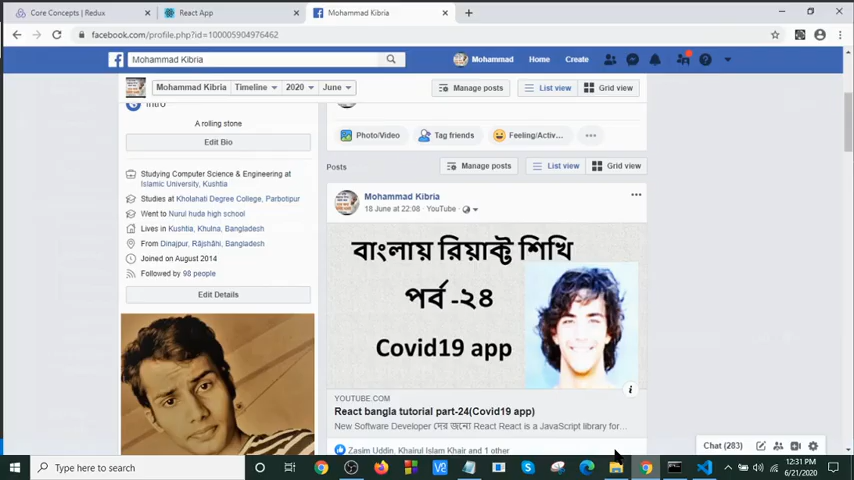 Core Concepts | Redux
React App
Mohammad Kibria
facebook.com/profile.php?id=100005904976462
Mohammad Kibria
Mohammad
Home
Create
Mohammad Kibria
Timeline
2020
June
Manage posts
List view
Grid view
Intro
A rolling stone
Edit Bio
Studying Computer Science & Engineering at
Islamic University, Kushtia
Studies at Kholahati Degree College, Parbotipur
Went to Nurul huda high school
Lives in Kushtia, Khulna, Bangladesh
From Dinajpur, Rājshāhi, Bangladesh
Joined on August 2014
Followed by 98 people
Edit Details
Photo/Video
Tag friends
Feeling/Activ...
Posts
Manage posts
List view
Grid view
Mohammad Kibria
18 June at 22:08 · YouTube ·
বাংলায় রিয়াক্ট শিখি
পর্ব -২৪
Covid19 app
YOUTUBE.COM
React bangla tutorial part-24(Covid19 app)
New Software Developer দের জন্যে React React is a JavaScript library for...
Zasim Uddin, Khairul Islam Khair and 1 other
Chat (283)
Type here to search
12:31 PM
6/21/2020